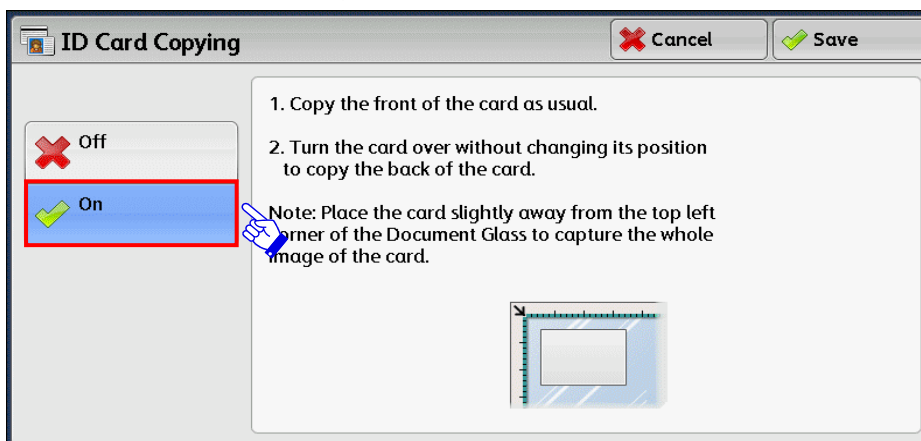 ID Card Copying
Cancel
Save
Off
On
1. Copy the front of the card as usual.
2. Turn the card over without changing its position
to copy the back of the card.
Note: Place the card slightly away from the top left
corner of the Document Glass to capture the whole
image of the card.